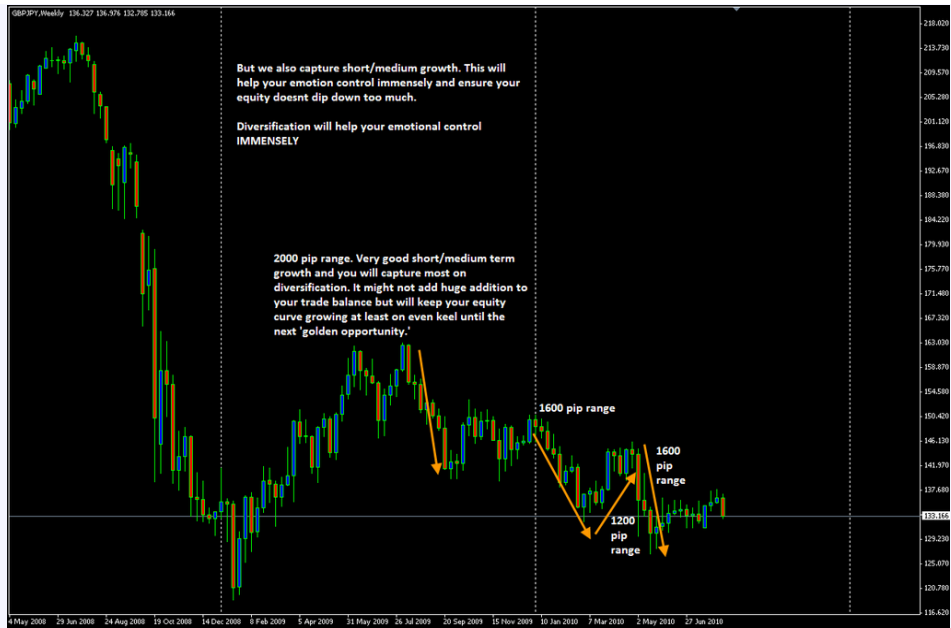 GBPJPY,Weekly 136.327 136.976 132.785 133.166
But we also capture short/medium growth. This will
help your emotion control immensely and ensure your
equity doesnt dip down too much.
Diversification will help your emotional control
IMMENSELY
2000 pip range. Very good short/medium term
growth and you will capture most on
diversification. It might not add huge addition to
your trade balance but will keep your equity
curve growing at least on even keel until the
next 'golden opportunity.'
1600 pip range
1600
pip
range
1200
pip
range
218.020
213.730
209.570
205.280
201.120
196.830
192.670
188.380
184.220
179.930
175.770
171.480
167.320
163.030
158.870
154.580
150.420
146.130
141.970
137.680
133.166
129.230
125.070
120.780
116.620
4 May 2008 29 Jun 2008 24 Aug 2008 19 Oct 2008 14 Dec 2008 8 Feb 2009 5 Apr 2009 31 May 2009 26 Jul 2009 20 Sep 2009 15 Nov 2009 10 Jan 2010 7 Mar 2010 2 May 2010 27 Jun 2010